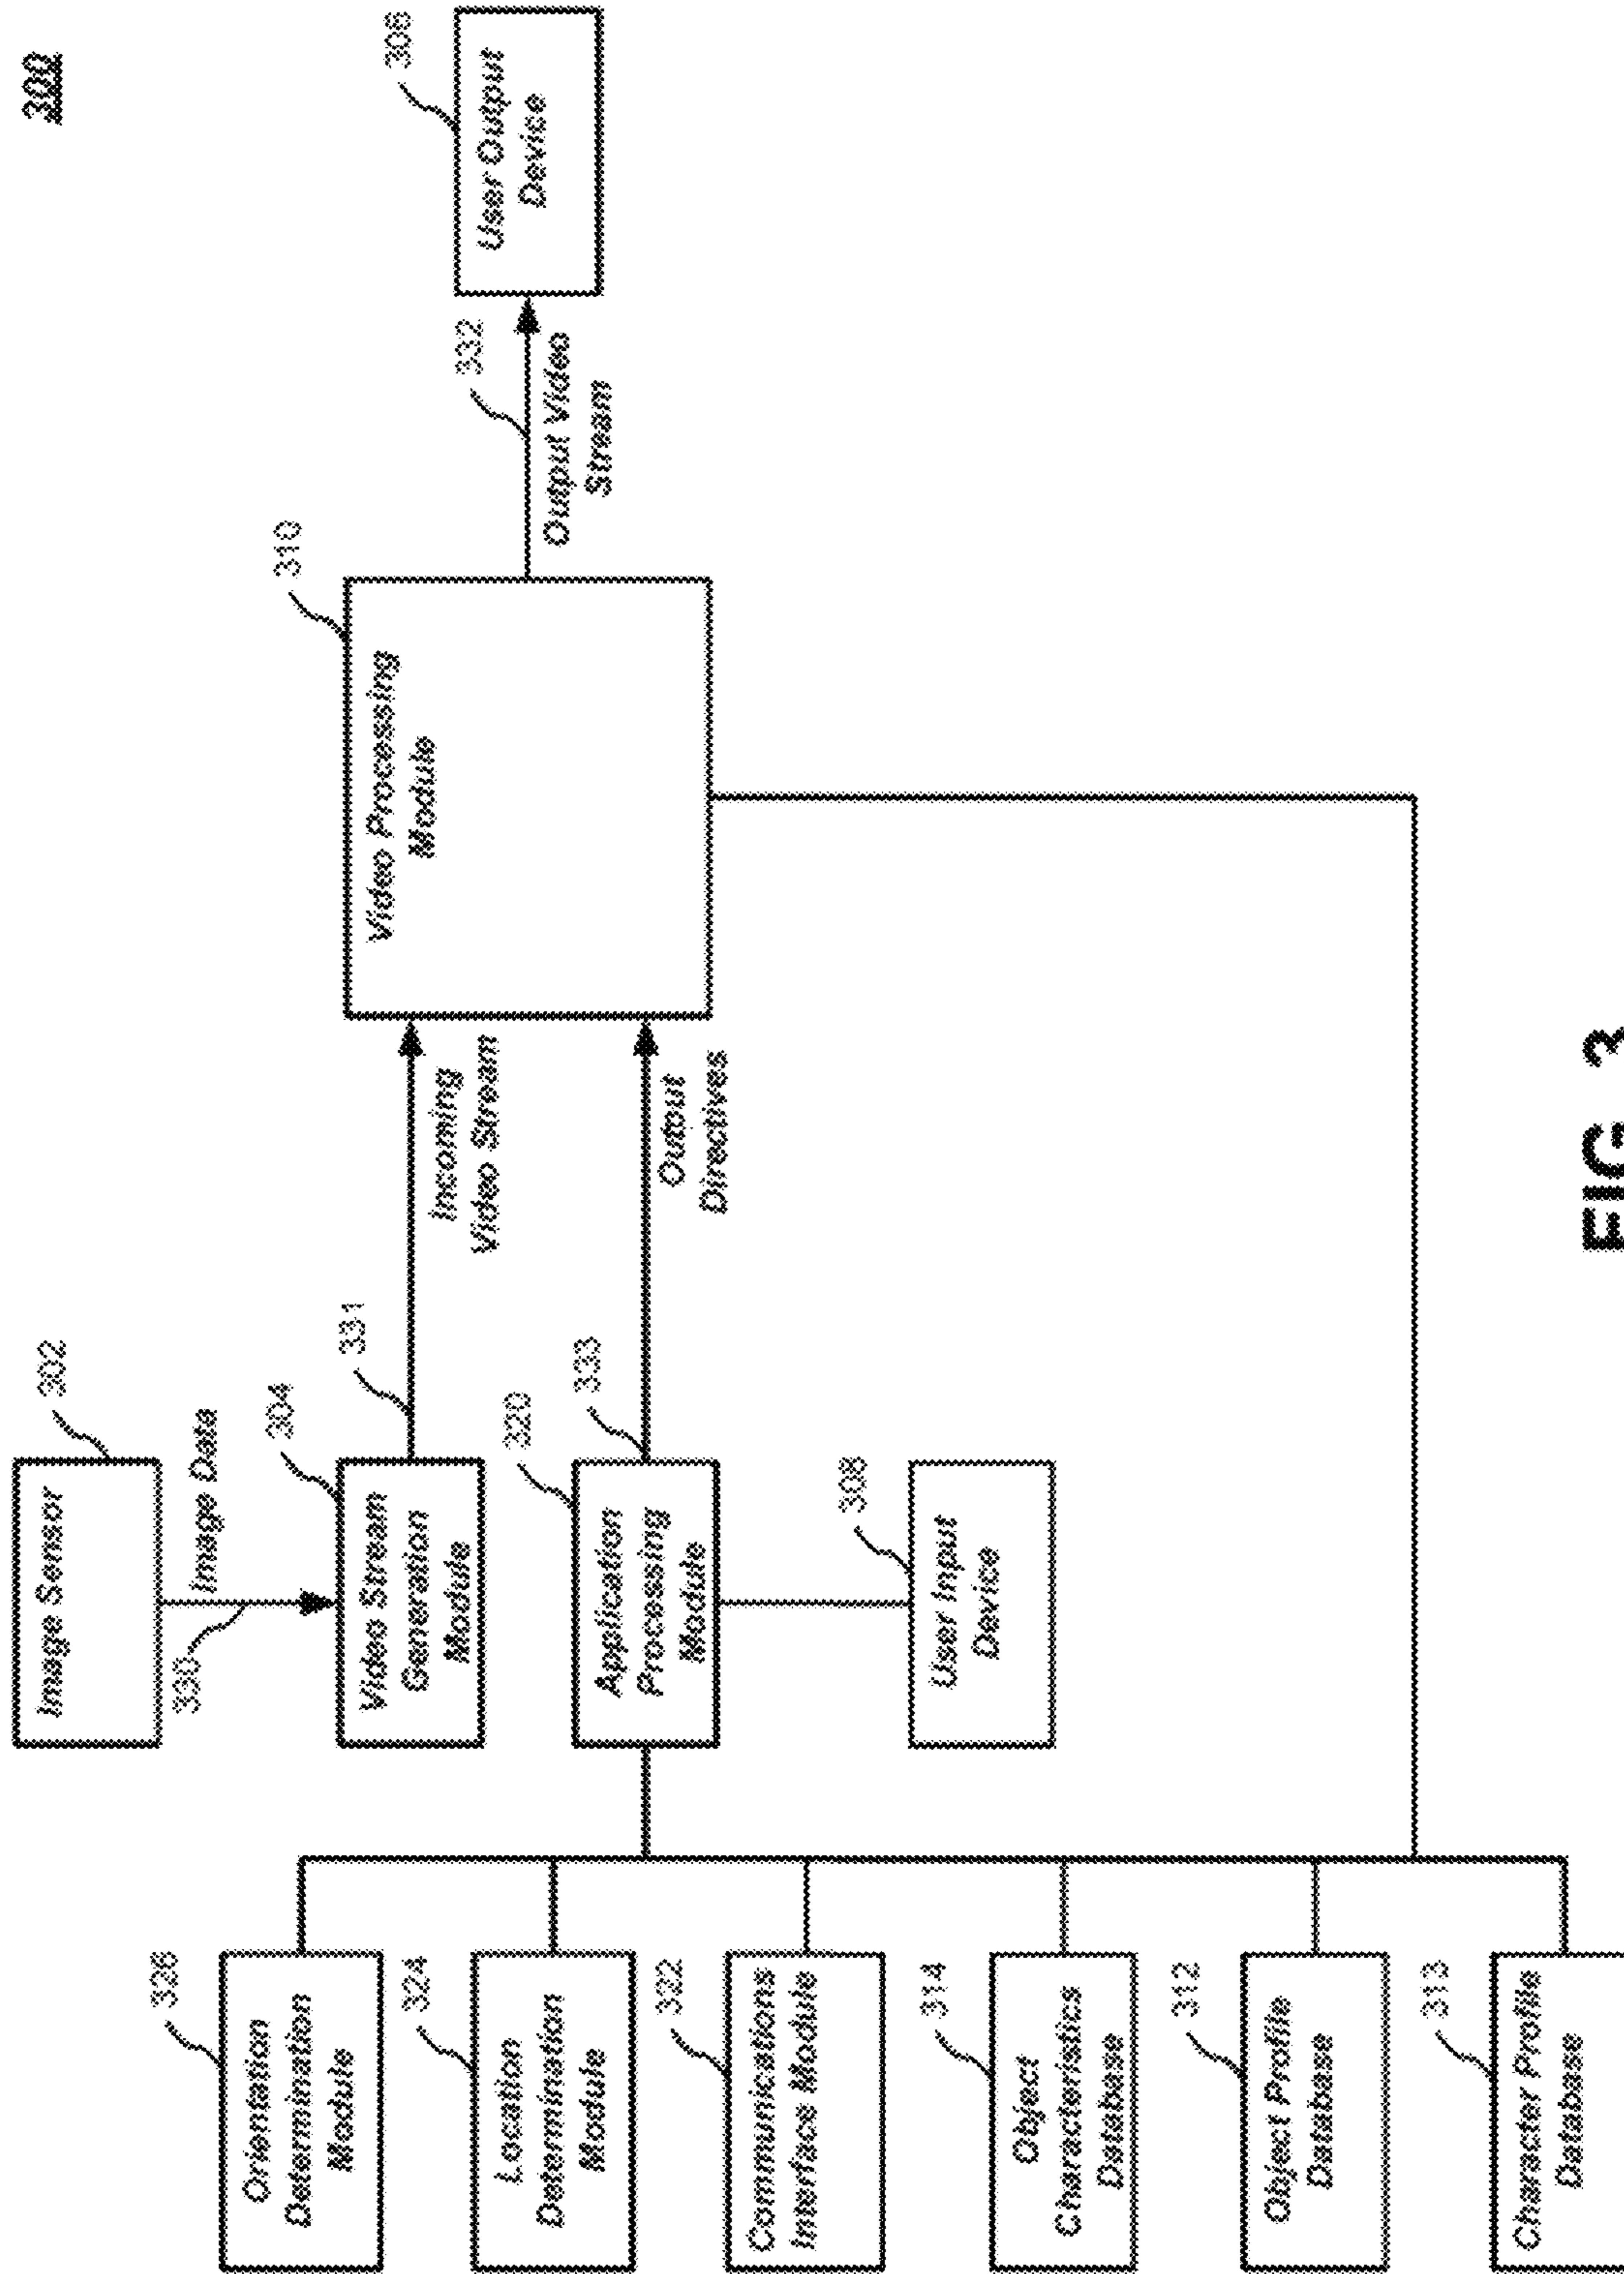 300
302
Image Sensor
326
330
Image Data
Orientation
Determination
Module
304
Video Stream
Generation
Module
331
Incoming
Video Stream
310
Video Processing
Module
306
User Output
Device
332
Output Video
Stream
324
Location
Determination
Module
320
Application
Processing
Module
333
Output
Directives
322
Communications
Interface Module
308
User Input
Device
314
Object
Characteristics
Database
312
Object Profile
Database
313
Character Profile
Database
FIG. 3